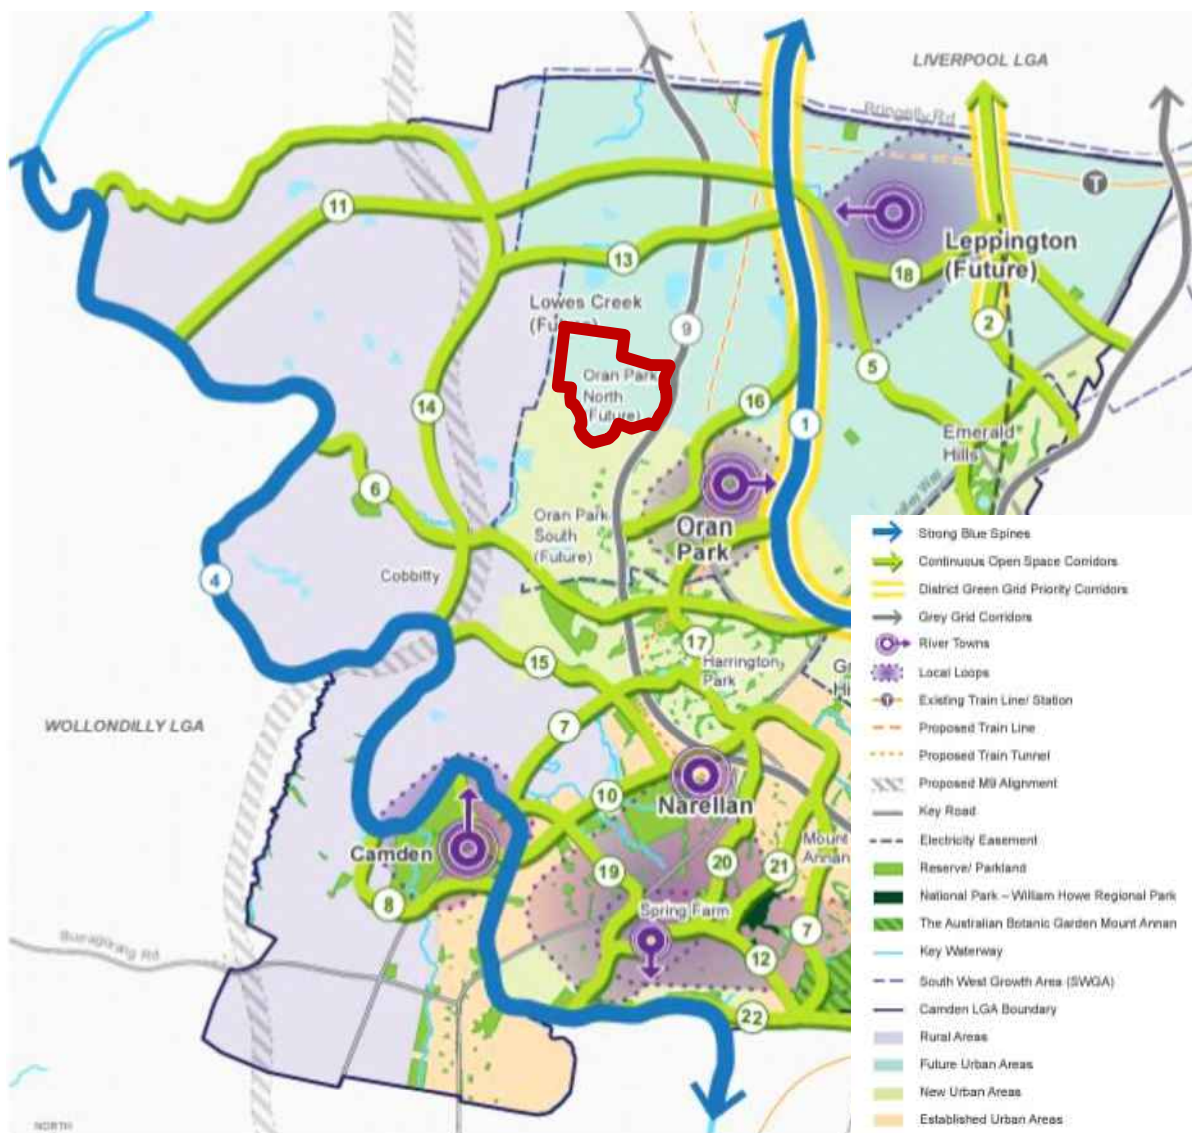 LIVERPOOL LGA
Bringelly Rd
T
11
Leppington
(Future)
13
18
Lowes Creek
(Future)
9
2
Oran Park
North
(Future)
5
14
16
1
Emerald
Hills
6
Oran Park
South
(Future)
Oran
Park
Cobbitty
4
17
Harrington
Park
15
WOLLONDILLY LGA
7
10
Narellan
Camden
Mount
Annan
19
20
21
8
Spring Farm
7
12
Burragorang Rd
22
NORTH
Strong Blue Spines
Continuous Open Space Corridors
District Green Grid Priority Corridors
Grey Grid Corridors
River Towns
Local Loops
T
Existing Train Line/ Station
Proposed Train Line
Proposed Train Tunnel
Proposed M9 Alignment
Key Road
Electricity Easement
Reserve/ Parkland
National Park – William Howe Regional Park
The Australian Botanic Garden Mount Annan
Key Waterway
South West Growth Area (SWGA)
Camden LGA Boundary
Rural Areas
Future Urban Areas
New Urban Areas
Established Urban Areas